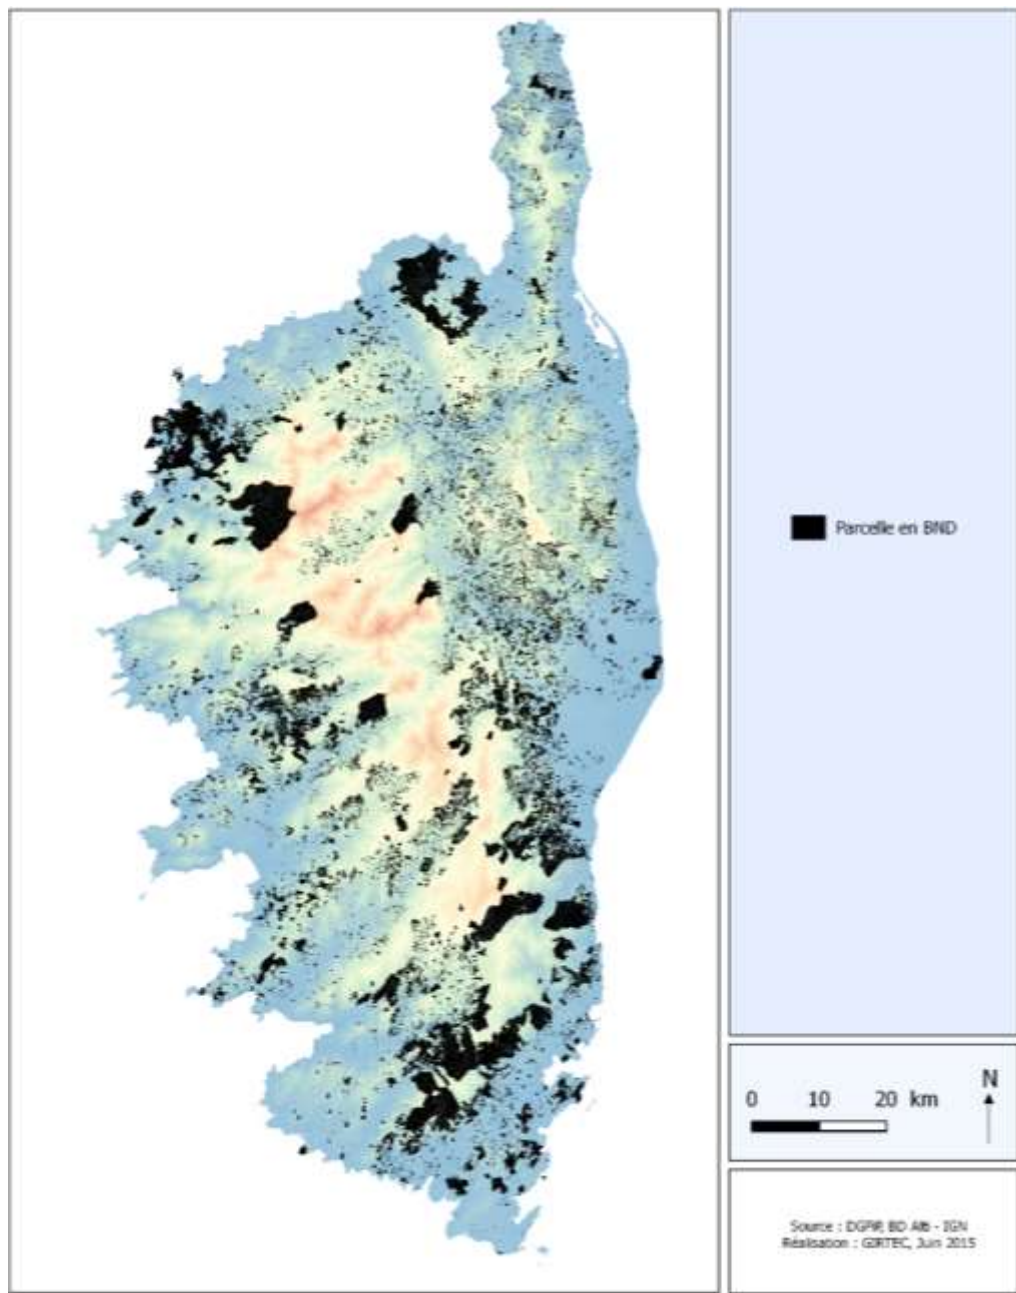 Parcelle en BND
0 10 20 km
N
Source : DGFiP, BD Alti - IGN
Réalisation : GIRTEC, Juin 2015